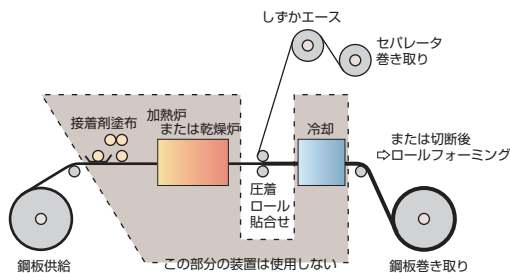 しずかエース
セパレータ
巻き取り
接着剤塗布
加熱炉
または乾燥炉
冷却
または切断後
⇨ロールフォーミング
圧着
ロール
貼合せ
鋼板供給
この部分の装置は使用しない
鋼板巻き取り